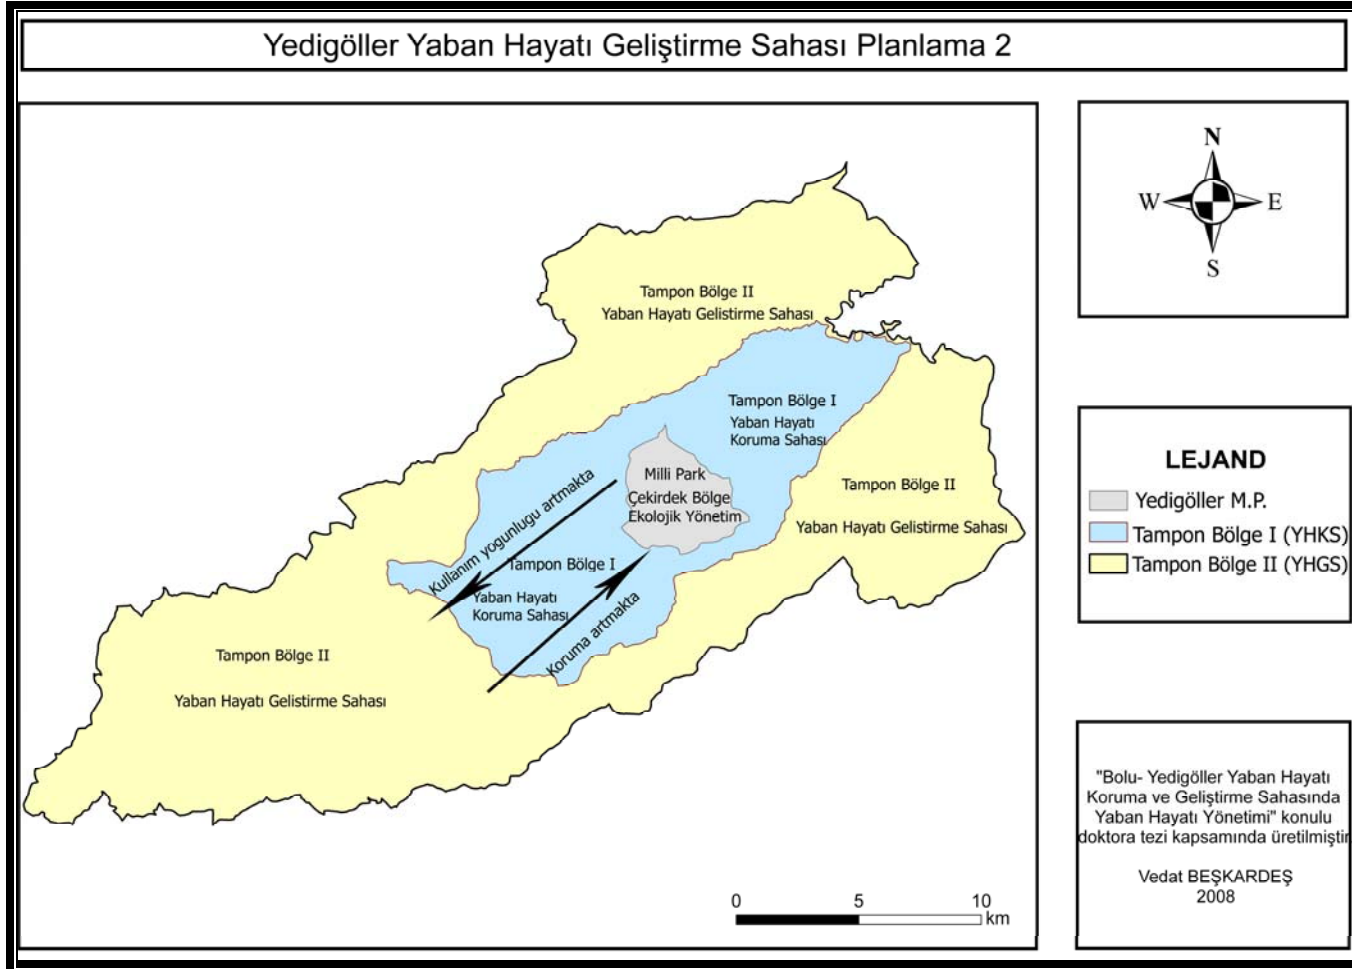 Yedigöller Yaban Hayatı Geliştirme Sahası Planlama 2
N
W
E
S
Tampon Bölge II
Yaban Hayatı Gelistirme Sahası
Tampon Bölge I
Yaban Hayatı
Koruma Sahası
Milli Park
Çekirdek Bölge
Ekolojik Yönetim
Tampon Bölge II
Yaban Hayatı Gelistirme Sahası
Kullanım yogunlugu artmakta
Tampon Bölge I
Yaban Hayatı
Koruma Sahası
Koruma artmakta
Tampon Bölge II
Yaban Hayatı Gelistirme Sahası
0 5 10
km
LEJAND
Yedigöller M.P.
Tampon Bölge I (YHKS)
Tampon Bölge II (YHGS)
"Bolu- Yedigöller Yaban Hayatı
Koruma ve Geliştirme Sahasında
Yaban Hayatı Yönetimi" konulu
doktora tezi kapsamında üretilmiştir
Vedat BEŞKARDEŞ
2008